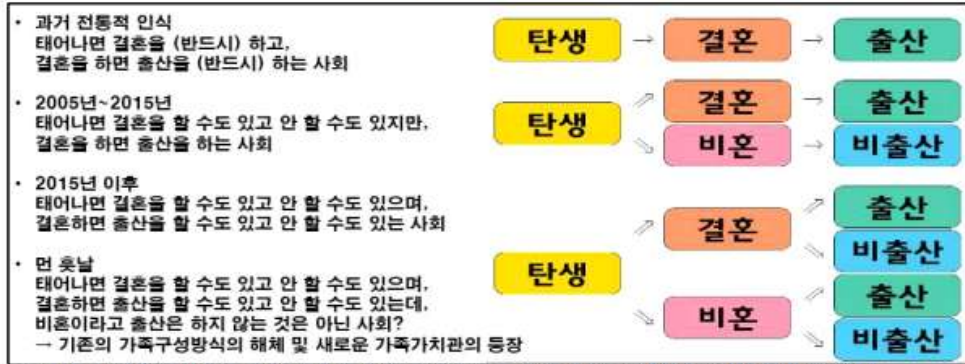 • 과거 전통적 인식
태어나면 결혼을 (반드시) 하고,
결혼을 하면 출산을 (반드시) 하는 사회
탄생 → 결혼 → 출산
• 2005년~2015년
태어나면 결혼을 할 수도 있고 안 할 수도 있지만,
결혼을 하면 출산을 하는 사회
탄생
결혼 → 출산
비혼 → 비출산
• 2015년 이후
태어나면 결혼을 할 수도 있고 안 할 수도 있으며,
결혼하면 출산을 할 수도 있고 안 할 수도 있는 사회
• 먼 훗날
태어나면 결혼을 할 수도 있고 안 할 수도 있으며,
결혼하면 출산을 할 수도 있고 안 할 수도 있는데,
비혼이라고 출산은 하지 않는 것은 아닌 사회?
→ 기존의 가족구성방식의 해체 및 새로운 가족가치관의 등장
탄생
결혼
출산
비출산
비혼
출산
비출산